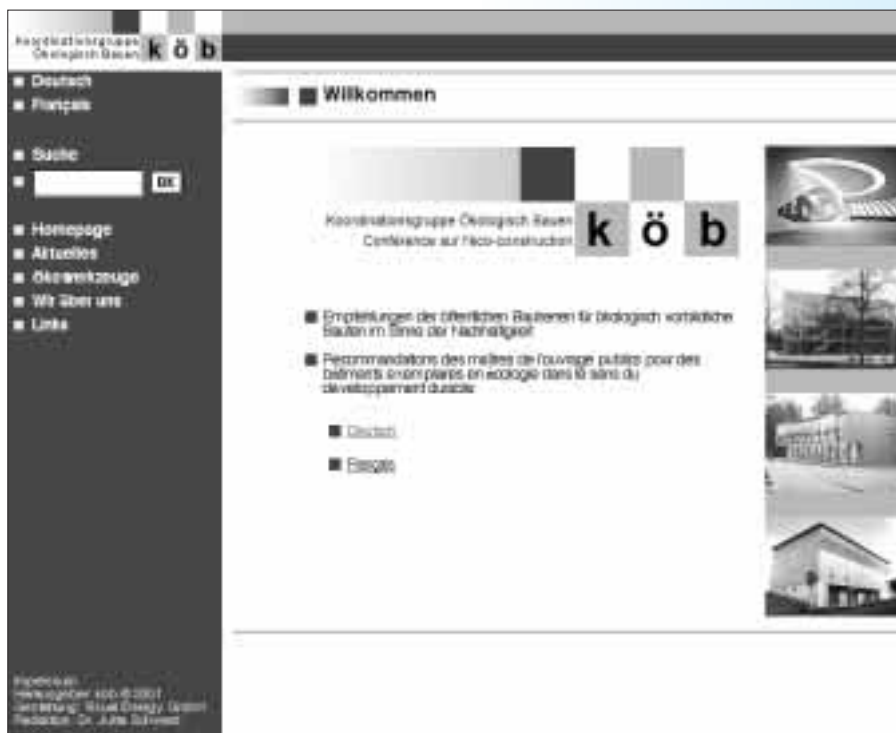 Koordinationsgruppe
Ökologisch Bauen
k ö b
Deutsch
Français
Suche
OK
Homepage
Aktuelles
Ökowerkzeuge
Wir über uns
Links
Impressum
Herausgeber: köb © 2001
Gestaltung: Energy GmbH
Redaktion: Dr. Jutta Schwarz
Willkommen
Koordinationsgruppe Ökologisch Bauen
Conférence sur l'éco-construction
k ö b
Empfehlungen der öffentlichen Bauherren für ökologisch vorbildliche
Bauten im Sinne der Nachhaltigkeit
Recommandations des maîtres de l'ouvrage publics pour des
bâtiments exemplaires en écologie dans le sens du
développement durable
Deutsch
Français